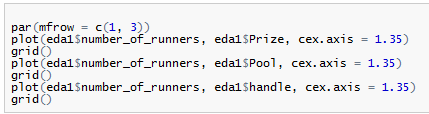 par(mfrow = c(1, 3))
plot(eda1$number_of_runners, eda1$Prize, cex.axis = 1.35)
grid()
plot(eda1$number_of_runners, eda1$Pool, cex.axis = 1.35)
grid()
plot(eda1$number_of_runners, eda1$handle, cex.axis = 1.35)
grid()